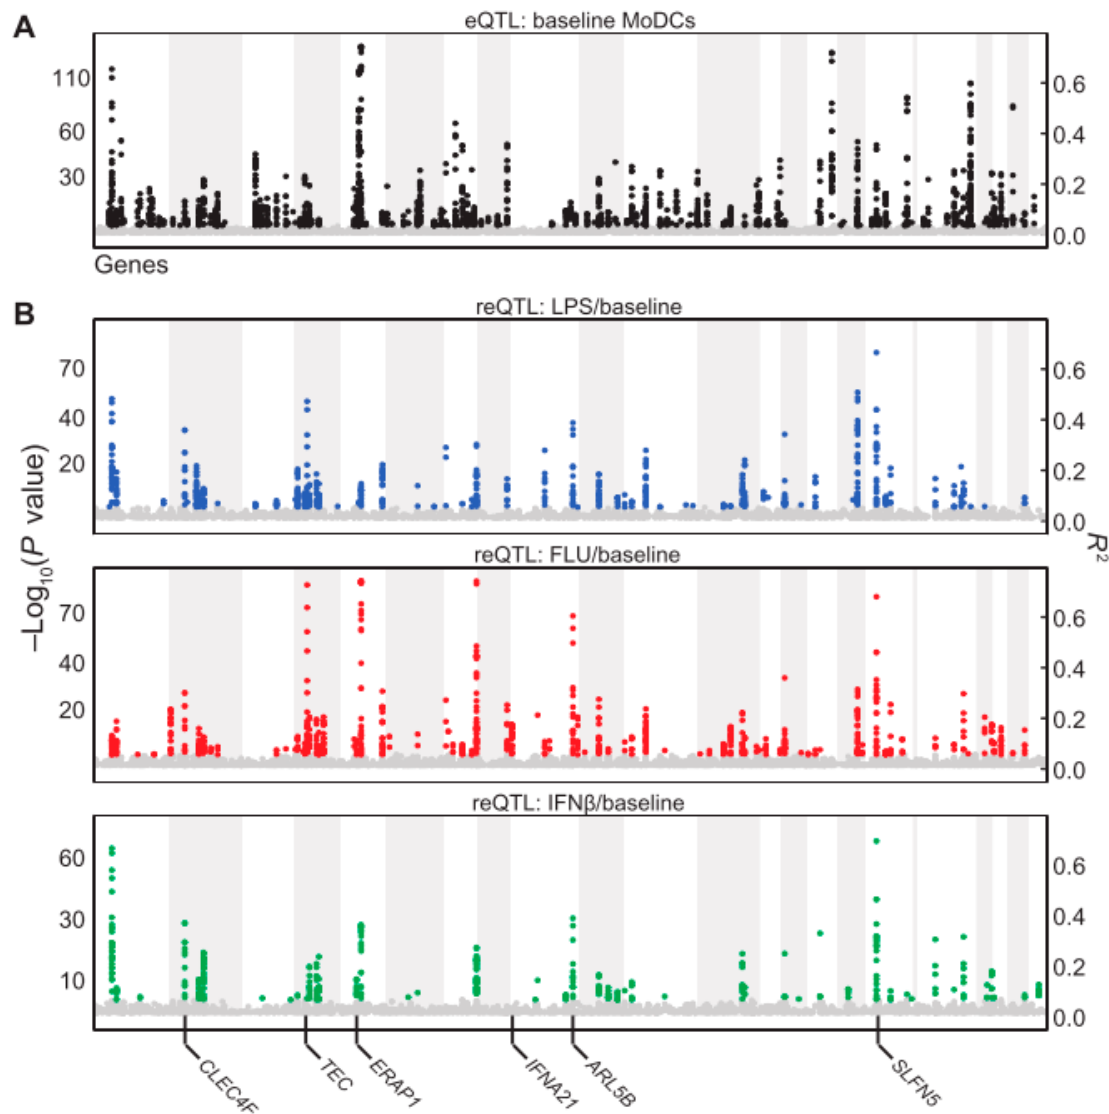 A
eQTL: baseline MoDCs
110
60
30
0.6
0.4
0.2
0.0
Genes
B
reQTL: LPS/baseline
70
40
20
0.6
0.4
0.2
0.0
–Log10(P value)
R2
reQTL: FLU/baseline
70
40
20
0.6
0.4
0.2
0.0
reQTL: IFNβ/baseline
60
30
10
0.6
0.4
0.2
0.0
CLEC4F
TEC
ERAP1
IFNA21
ARL5B
SLFN5